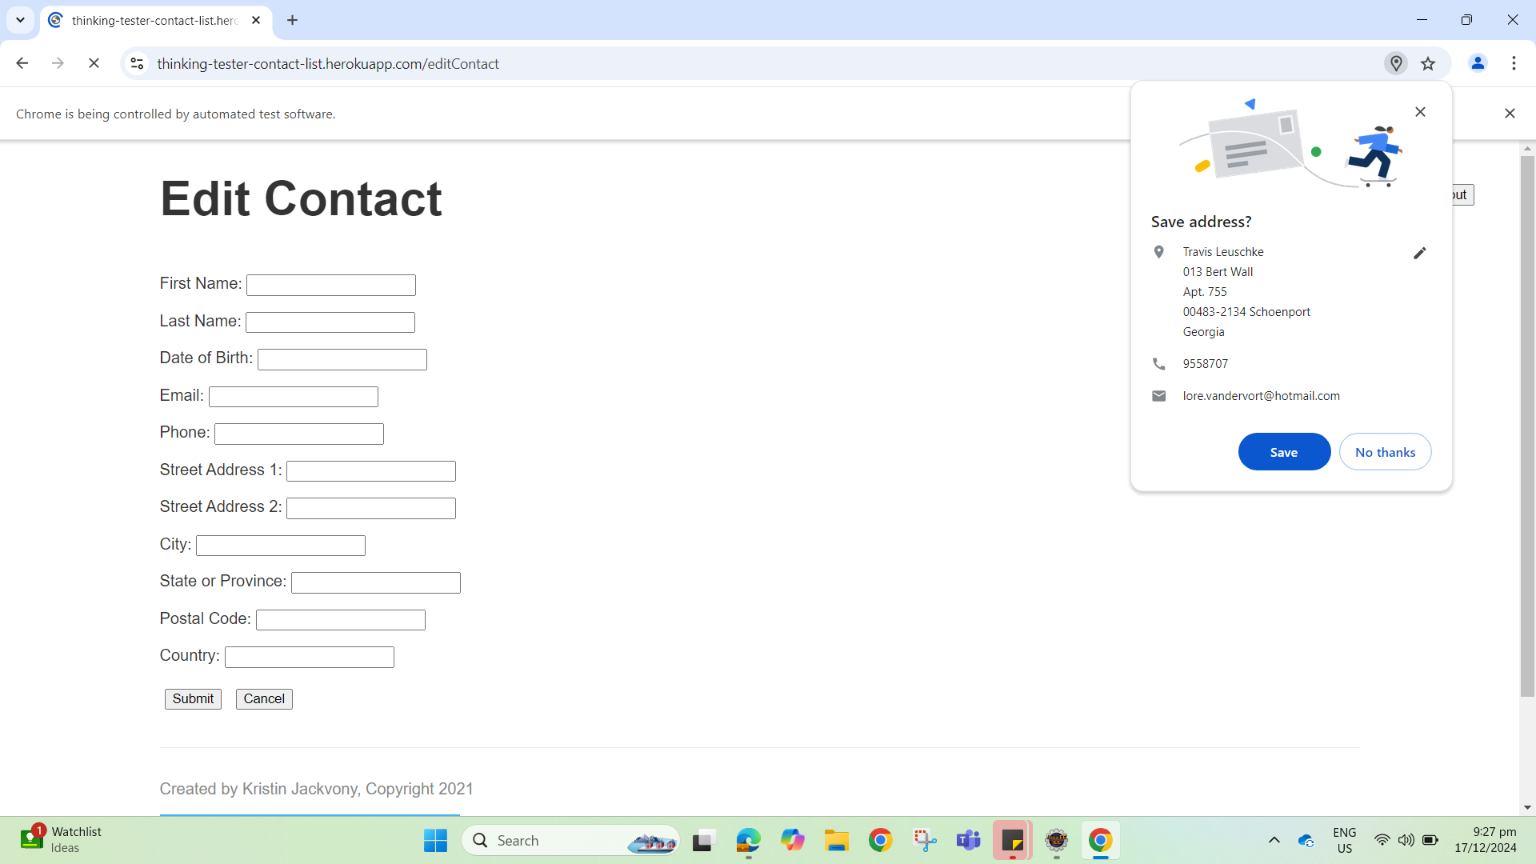 thinking-tester-contact-list.herc
thinking-tester-contact-list.herokuapp.com/editContact
Chrome is being controlled by automated test software.
Edit Contact
First Name:
Last Name:
Date of Birth:
Email:
Phone:
Street Address 1:
Street Address 2:
City:
State or Province:
Postal Code:
Country:
Submit Cancel
Created by Kristin Jackvony, Copyright 2021
out
Save address?
Travis Leuschke
013 Bert Wall
Apt. 755
00483-2134 Schoenport
Georgia
9558707
lore.vandervort@hotmail.com
Save No thanks
1
Watchlist
Ideas
Search
ENG
US
9:27 pm
17/12/2024